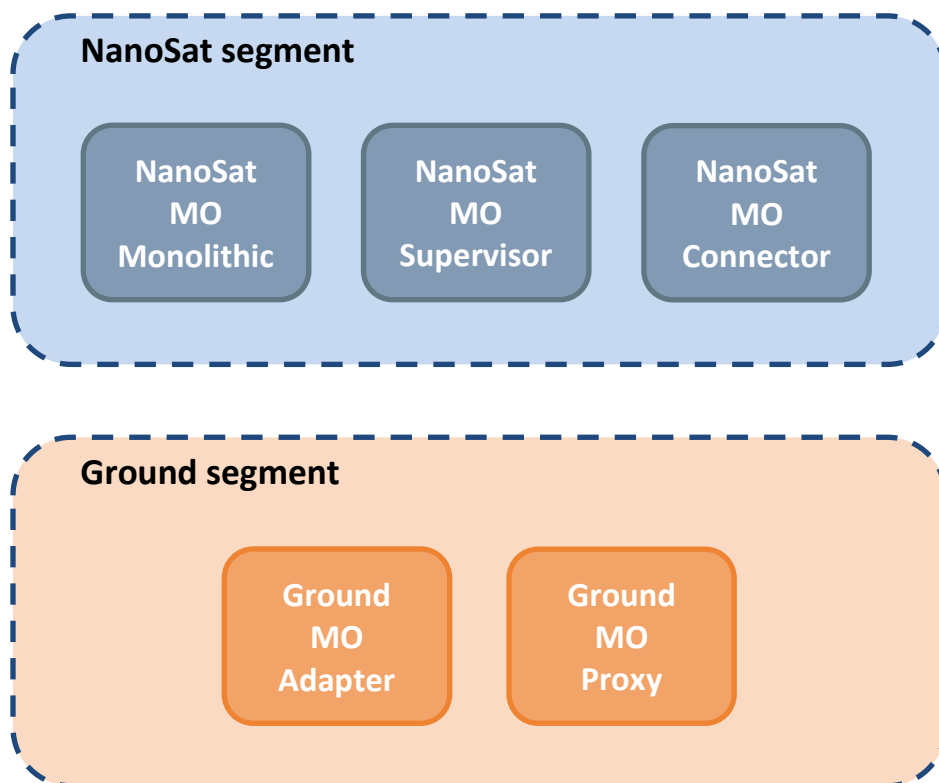 NanoSat segment
NanoSat
MO
Monolithic
NanoSat
MO
Supervisor
NanoSat
MO
Connector
Ground segment
Ground
MO
Adapter
Ground
MO
Proxy